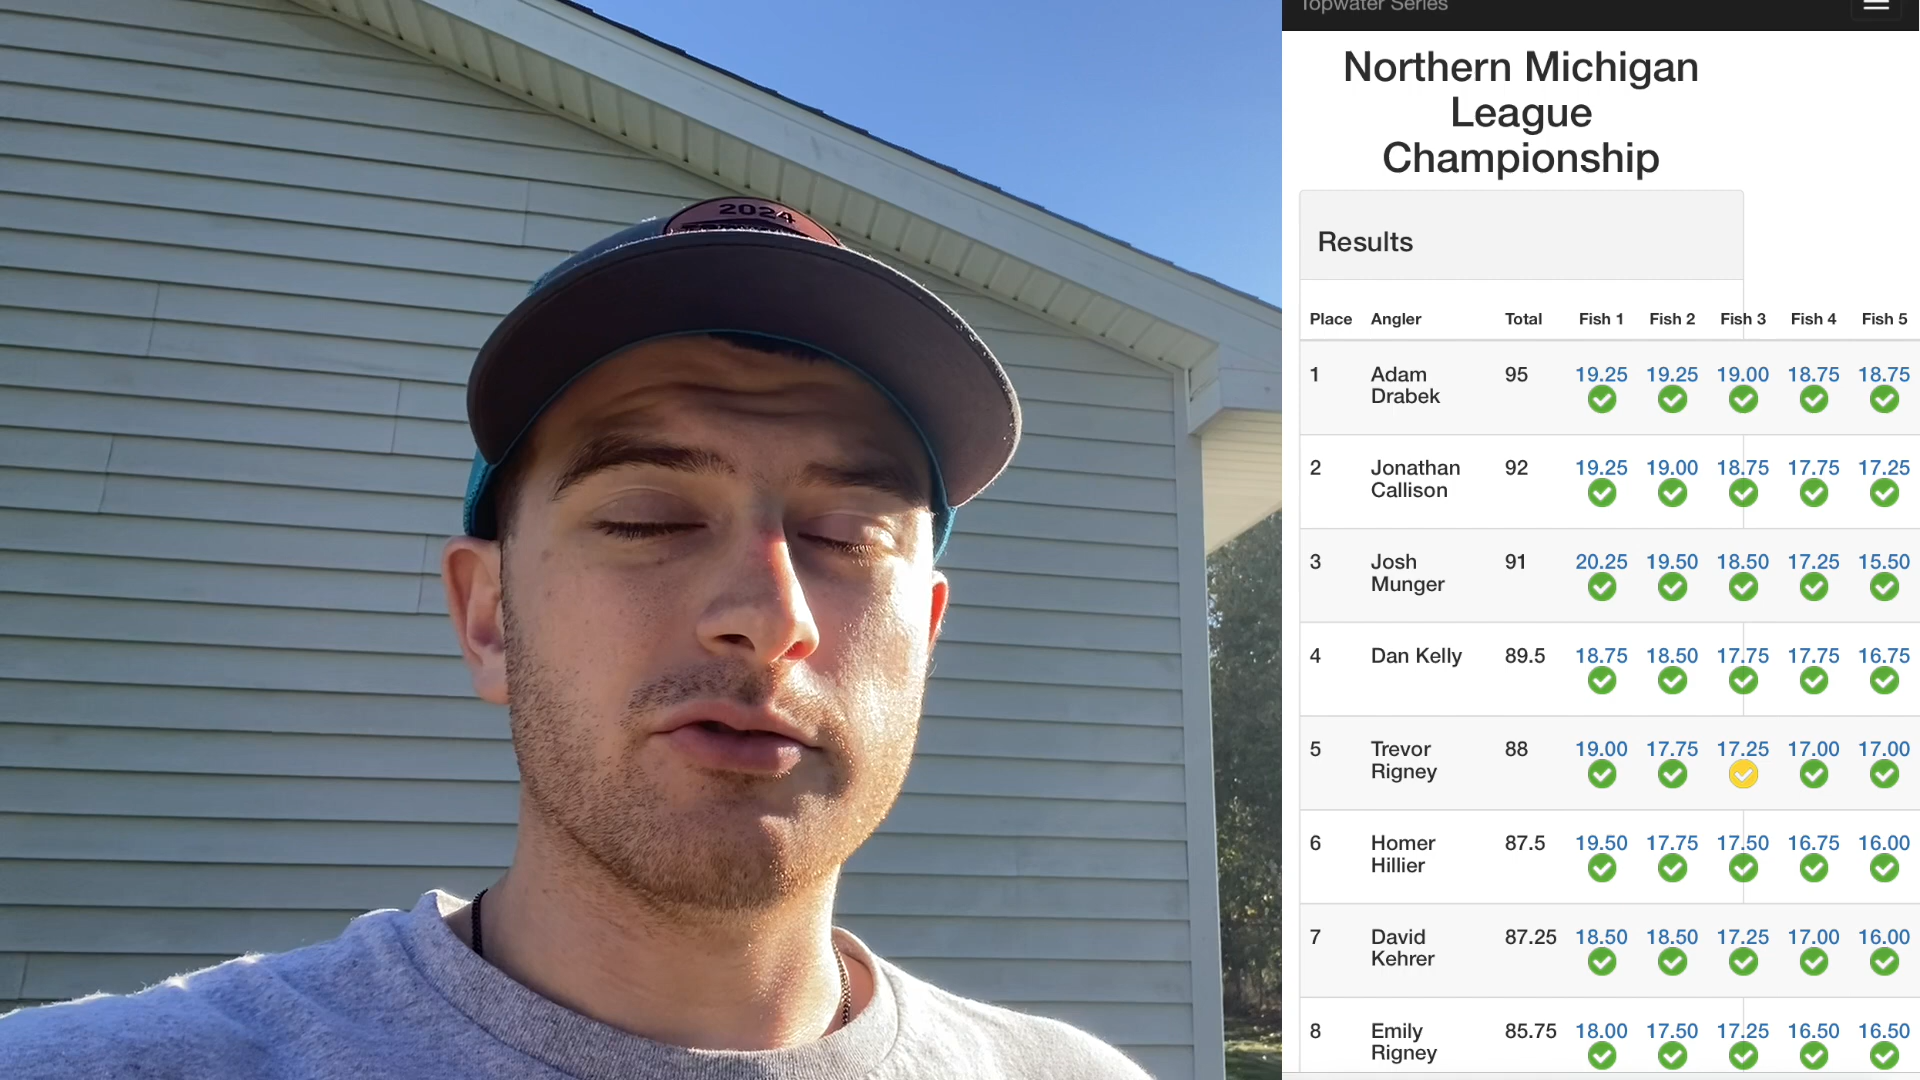 2024
Topwater Series
Northern Michigan
League
Championship
Results
Place Angler Total Fish 1 Fish 2 Fish 3 Fish 4 Fish 5
1 Adam Drabek 95 19.25 19.25 19.00 18.75 18.75
2 Jonathan Callison 92 19.25 19.00 18.75 17.75 17.25
3 Josh Munger 91 20.25 19.50 18.50 17.25 15.50
4 Dan Kelly 89.5 18.75 18.50 17.75 17.75 16.75
5 Trevor Rigney 88 19.00 17.75 17.25 17.00 17.00
6 Homer Hillier 87.5 19.50 17.75 17.50 16.75 16.00
7 David Kehrer 87.25 18.50 18.50 17.25 17.00 16.00
8 Emily Rigney 85.75 18.00 17.50 17.25 16.50 16.50